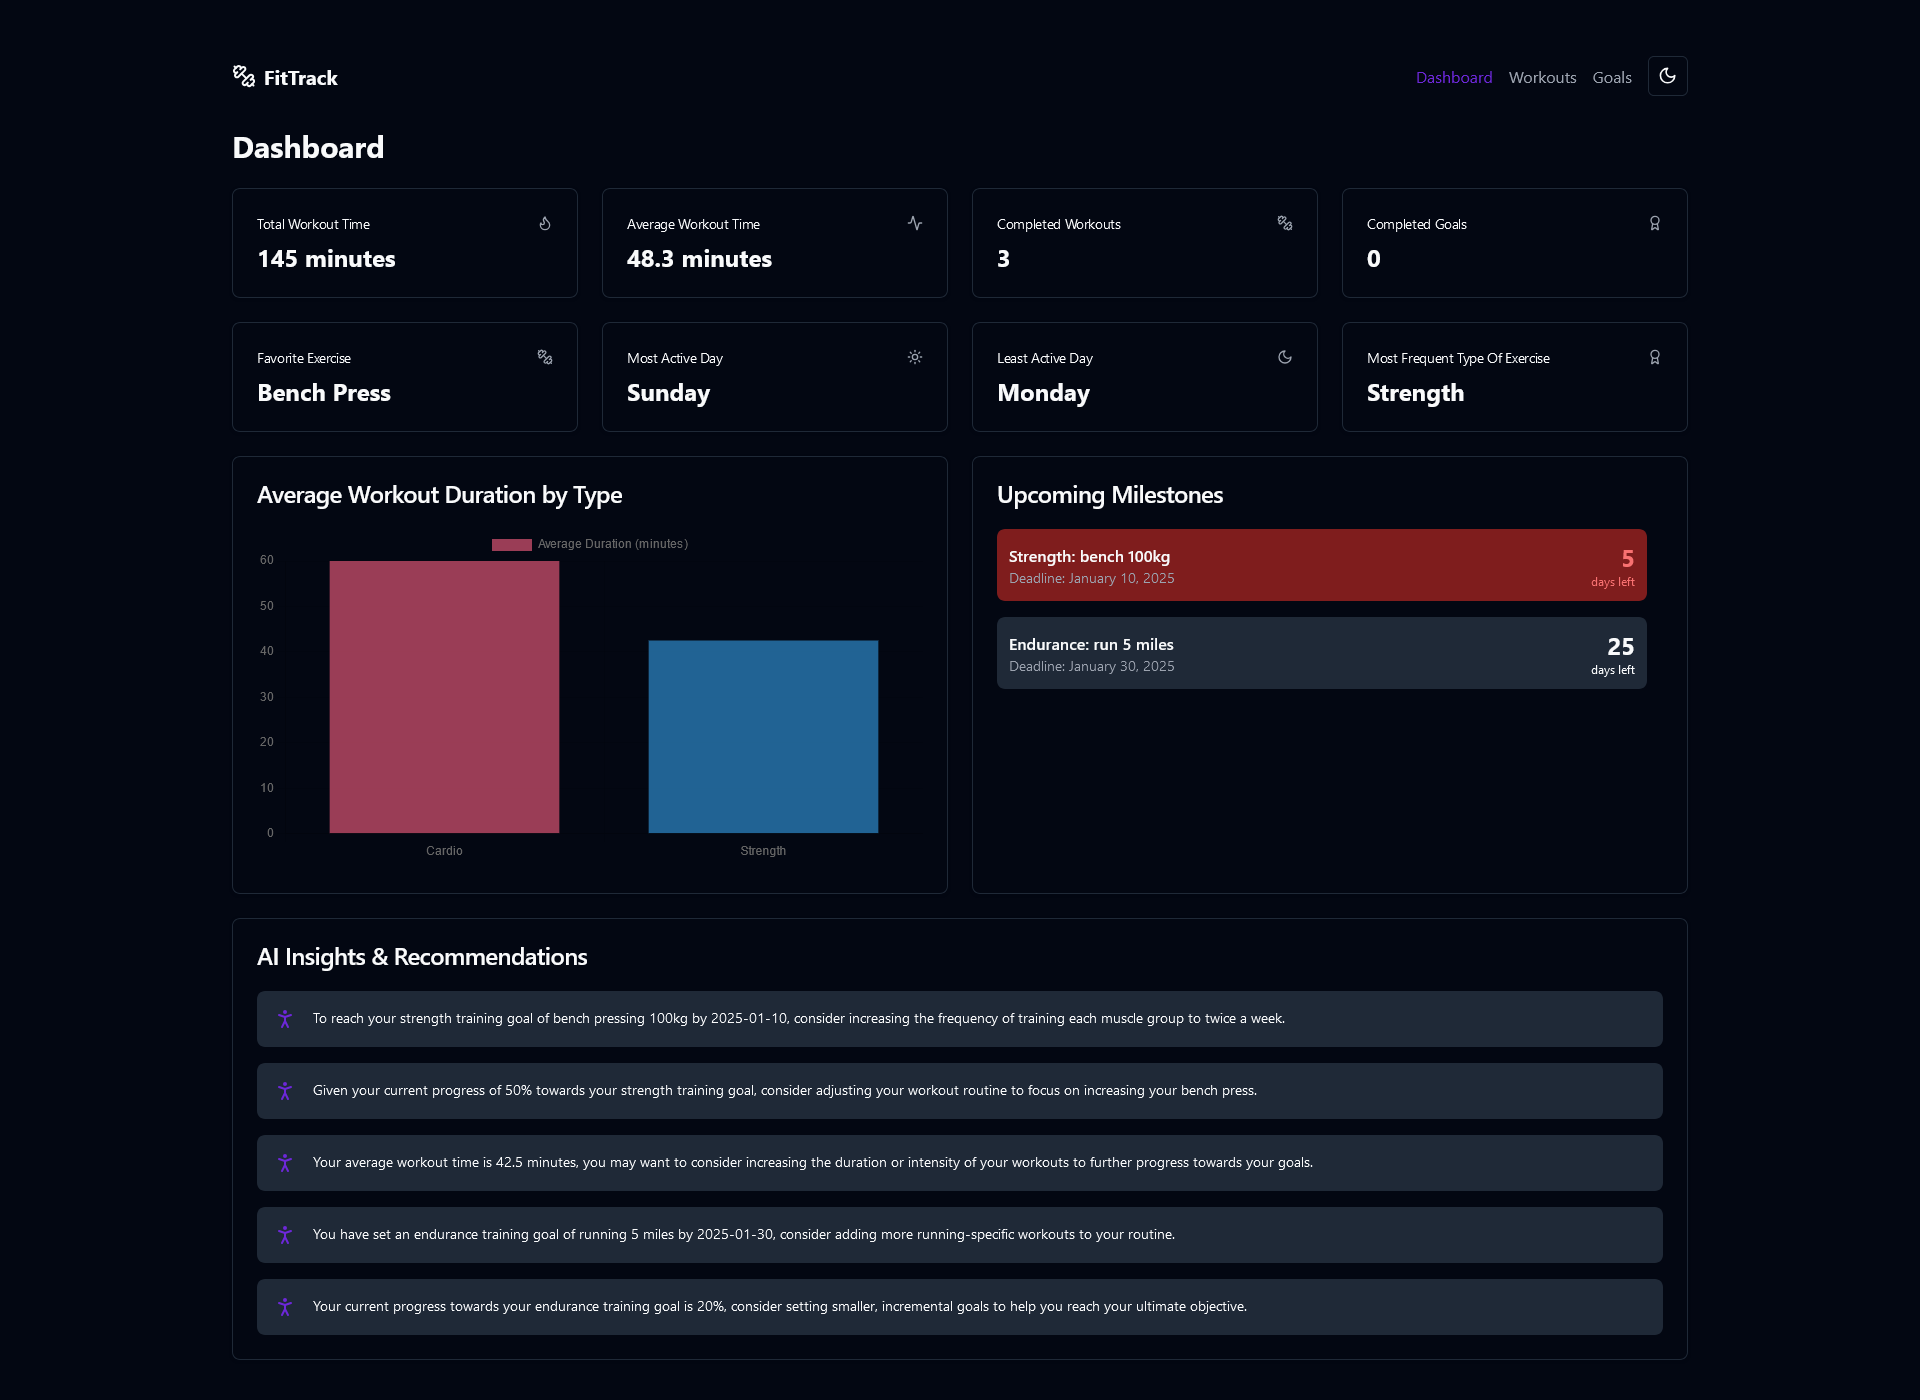 FitTrack
Dashboard Workouts Goals
Dashboard
Total Workout Time
145 minutes
Average Workout Time
48.3 minutes
Completed Workouts
3
Completed Goals
0
Favorite Exercise
Bench Press
Most Active Day
Sunday
Least Active Day
Monday
Most Frequent Type Of Exercise
Strength
Average Workout Duration by Type
Average Duration (minutes)
60
50
40
30
20
10
0
Cardio
Strength
Upcoming Milestones
Strength: bench 100kg
Deadline: January 10, 2025
5
days left
Endurance: run 5 miles
Deadline: January 30, 2025
25
days left
AI Insights & Recommendations
To reach your strength training goal of bench pressing 100kg by 2025-01-10, consider increasing the frequency of training each muscle group to twice a week.
Given your current progress of 50% towards your strength training goal, consider adjusting your workout routine to focus on increasing your bench press.
Your average workout time is 42.5 minutes, you may want to consider increasing the duration or intensity of your workouts to further progress towards your goals.
You have set an endurance training goal of running 5 miles by 2025-01-30, consider adding more running-specific workouts to your routine.
Your current progress towards your endurance training goal is 20%, consider setting smaller, incremental goals to help you reach your ultimate objective.